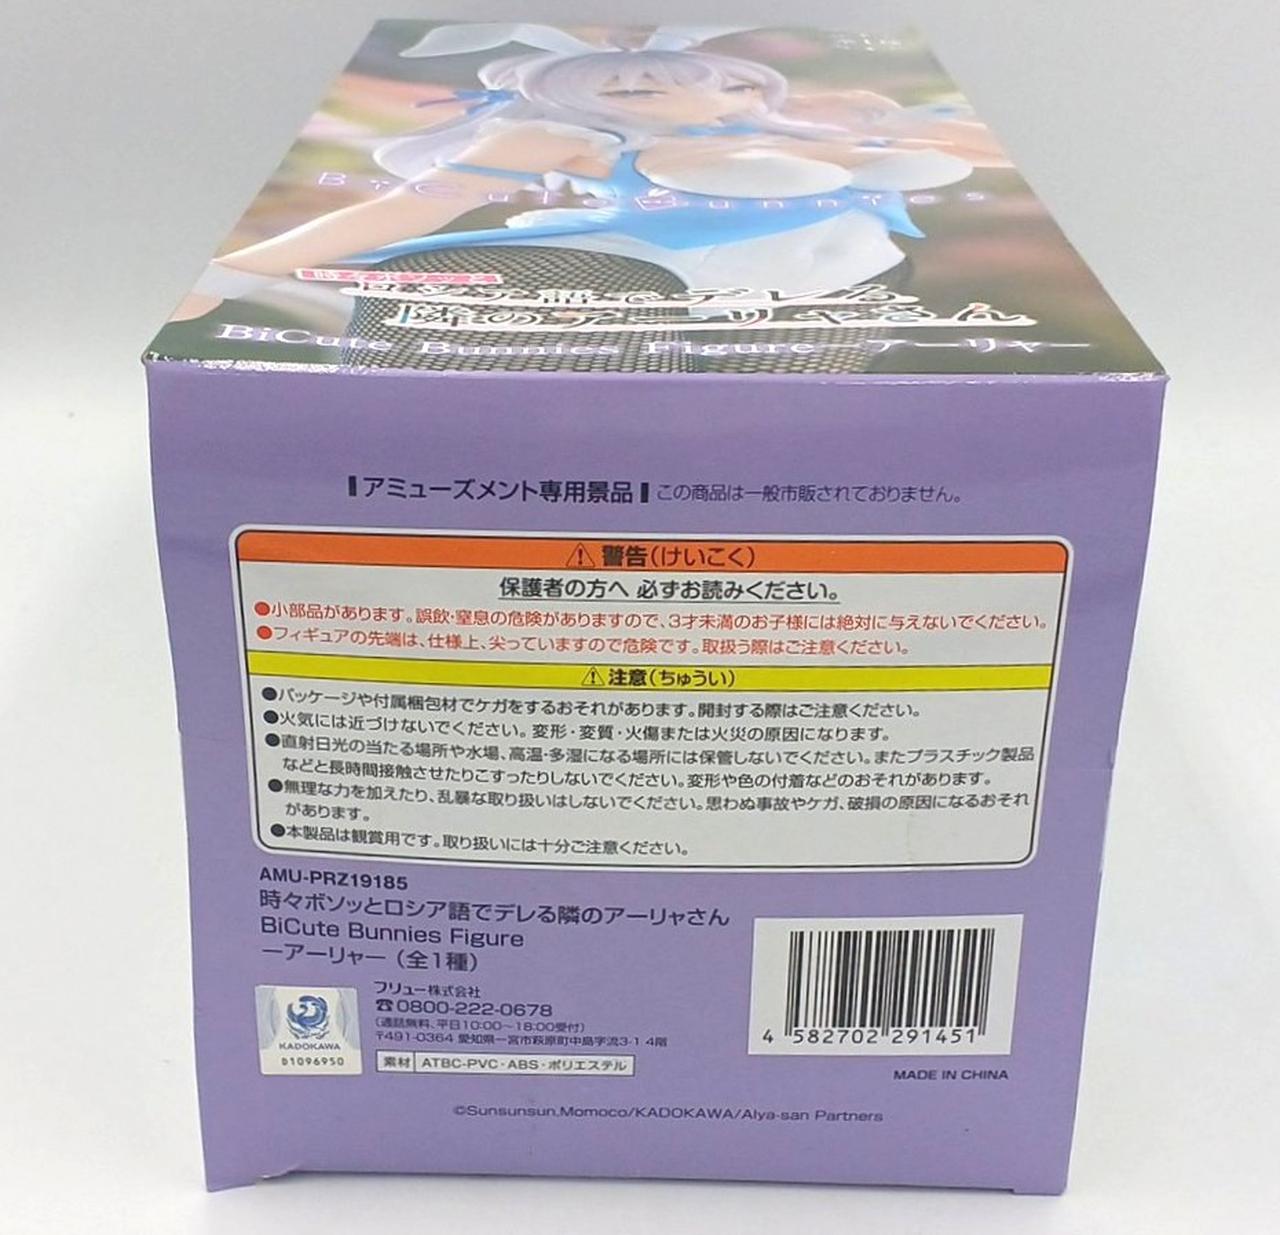 BiCute Bunnies
時々ボソッと
ロシア語でデレる
隣のアーリャさん
BiCute Bunnies Figure アーリャー
アミューズメント専用景品 この商品は一般市販されておりません。
警告(けいこく)
保護者の方へ 必ずお読みください。
●小部品があります。誤飲・窒息の危険がありますので、3才未満のお子様には絶対に与えないでください。
●フィギュアの先端は、仕様上、尖っていますので危険です。取扱う際はご注意ください。
注意(ちゅうい)
●パッケージや付属梱包材でケガをするおそれがあります。開封する際はご注意ください。
●火気には近づけないでください。変形・変質・火傷または火災の原因になります。
●直射日光の当たる場所や水場、高温・多湿になる場所には保管しないでください。またプラスチック製品
などと長時間接触させたりこすったりしないでください。変形や色の付着などのおそれがあります。
●無理な力を加えたり、乱暴な取り扱いはしないでください。思わぬ事故やケガ、破損の原因になるおそれ
があります。
●本製品は観賞用です。取り扱いには十分ご注意ください。
AMU-PRZ19185
時々ボソッとロシア語でデレる隣のアーリャさん
BiCute Bunnies Figure
ーアーリャー (全1種)
フリュー株式会社
☎0800-222-0678
(通話無料、平日10:00~18:00受付)
〒491-0364 愛知県一宮市萩原町中島字流3-1 4階
素材 ATBC-PVC・ABS・ポリエステル
KADOKAWA
D1096950
4 582702 291451
MADE IN CHINA
©Sunsunsun,Momoco/KADOKAWA/Alya-san Partners